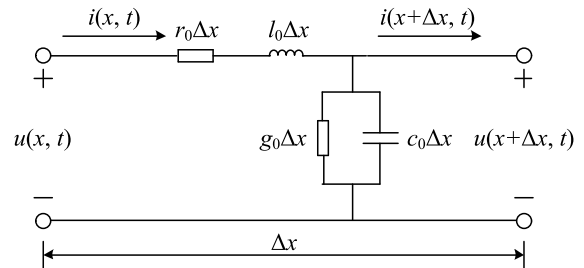 i(x, t) r₀Δx l₀Δx i(x+Δx, t)
+ +
u(x, t) g₀Δx c₀Δx u(x+Δx, t)
− −
Δx